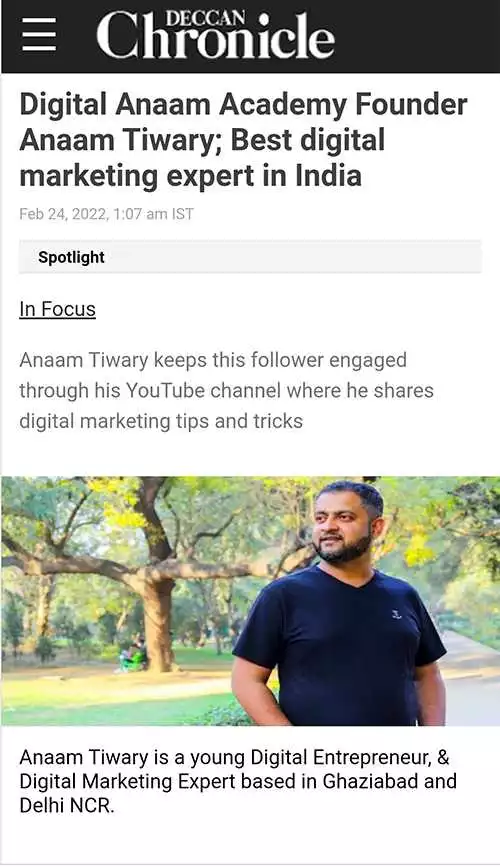 DECCAN
Chronicle
Digital Anaam Academy Founder
Anaam Tiwary; Best digital
marketing expert in India
Feb 24, 2022, 1:07 am IST
Spotlight
In Focus
Anaam Tiwary keeps this follower engaged
through his YouTube channel where he shares
digital marketing tips and tricks
Anaam Tiwary is a young Digital Entrepreneur, &
Digital Marketing Expert based in Ghaziabad and
Delhi NCR.